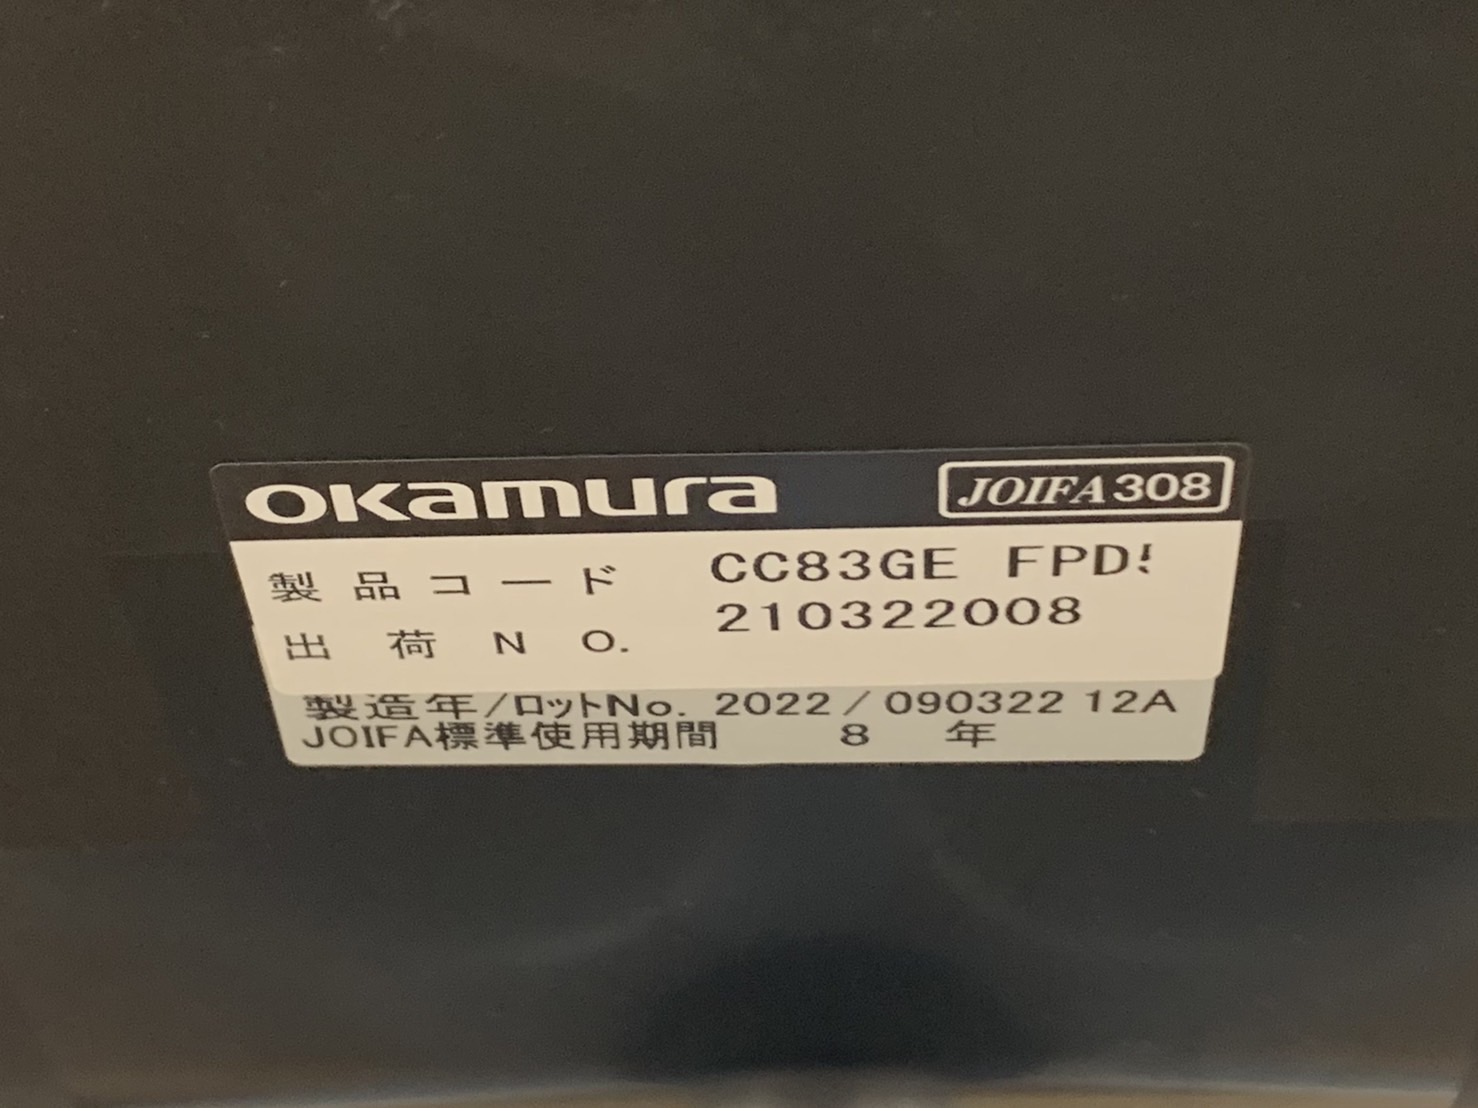 OKamura JOIFA308
製品コード CC83GE FPD!
出荷NO. 210322008
製造年/ロットNo. 2022/090322 12A
JOIFA標準使用期間 8年